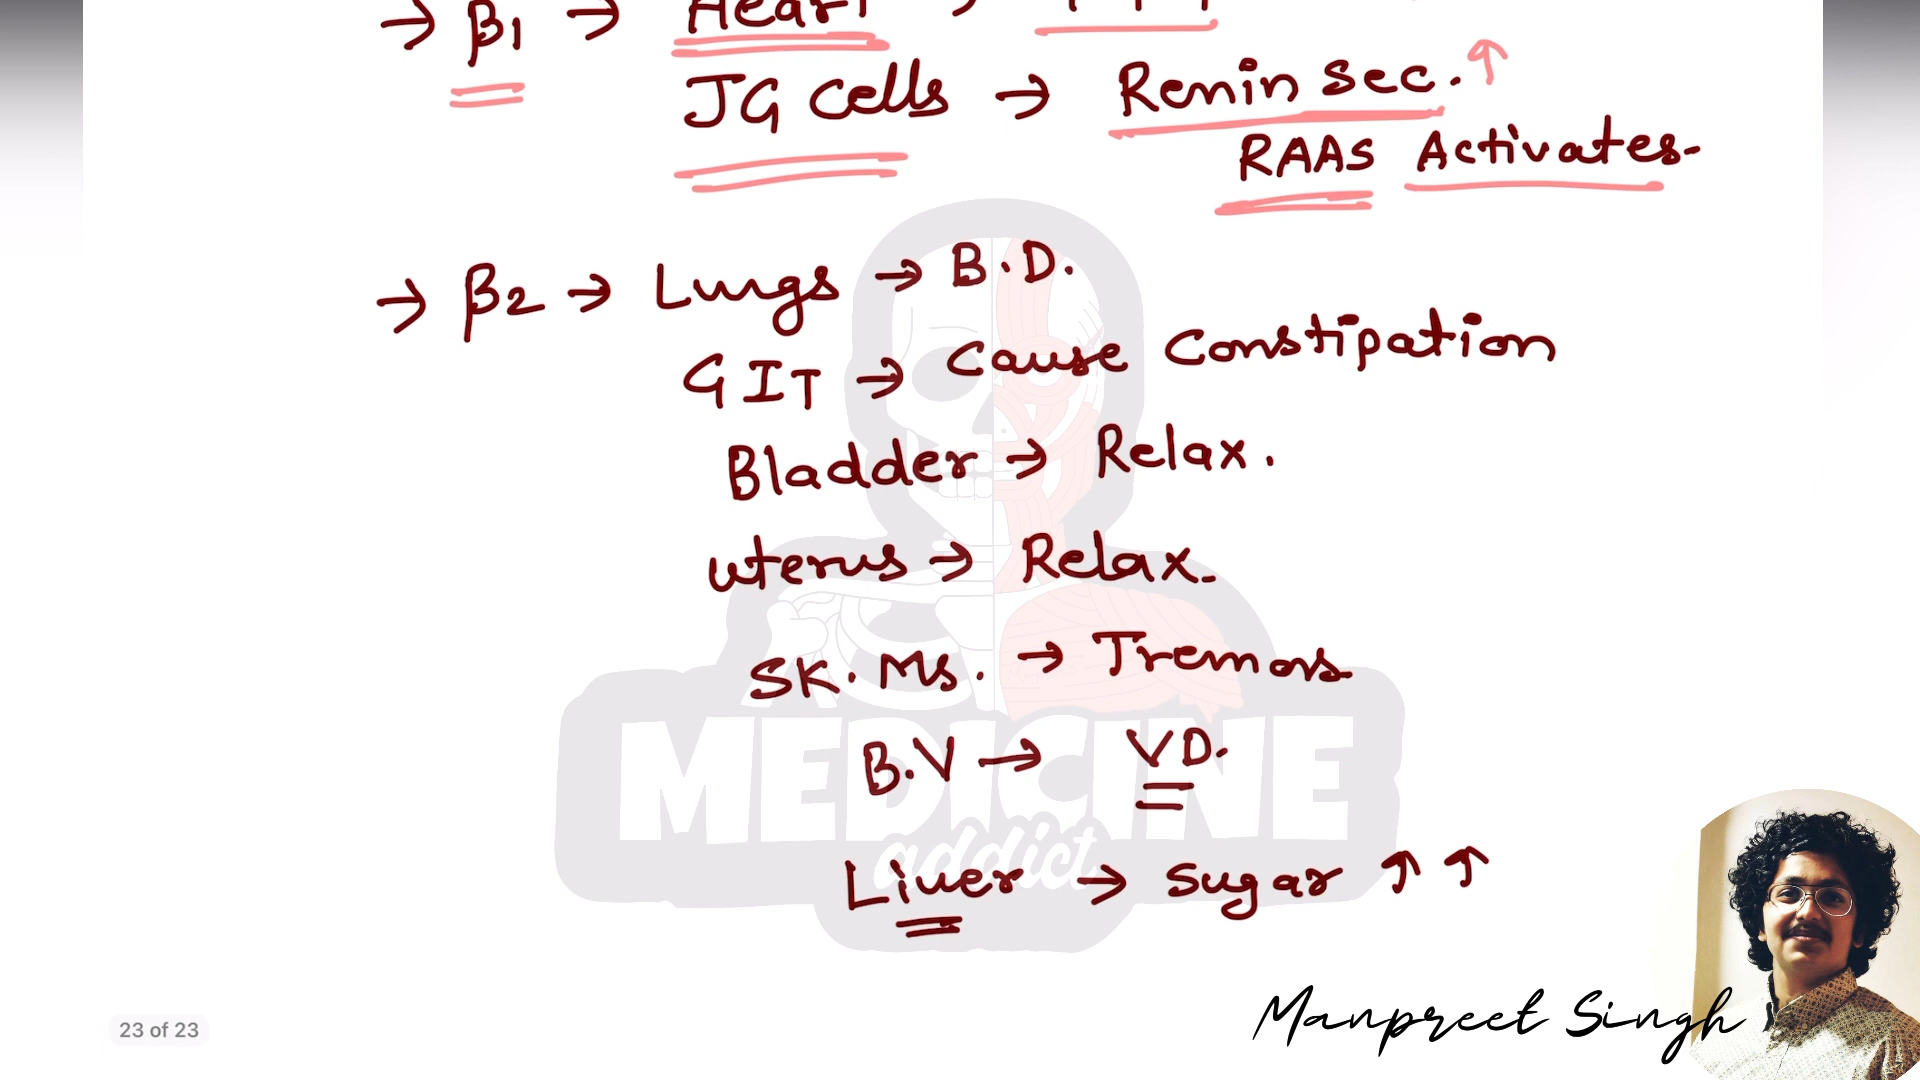 → β1 → Heart →
JG cells → Renin sec. ↑
RAAS Activates.
→ β2 → Lungs → B.D.
GIT → cause constipation
Bladder → Relax.
uterus → Relax.
SK. Ms. → Tremors
B.V → VD.
Liver → sugar ↑ ↑
MEDICINE
addict
Manpreet Singh
23 of 23